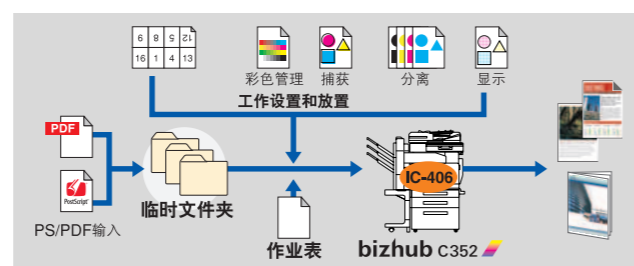 9 8 5 12
16 1 4 13
彩色管理 捕获 分离 显示
工作设置和放置
PDF
PostScript
PS/PDF输入
临时文件夹
作业表
IC-406
bizhub C352